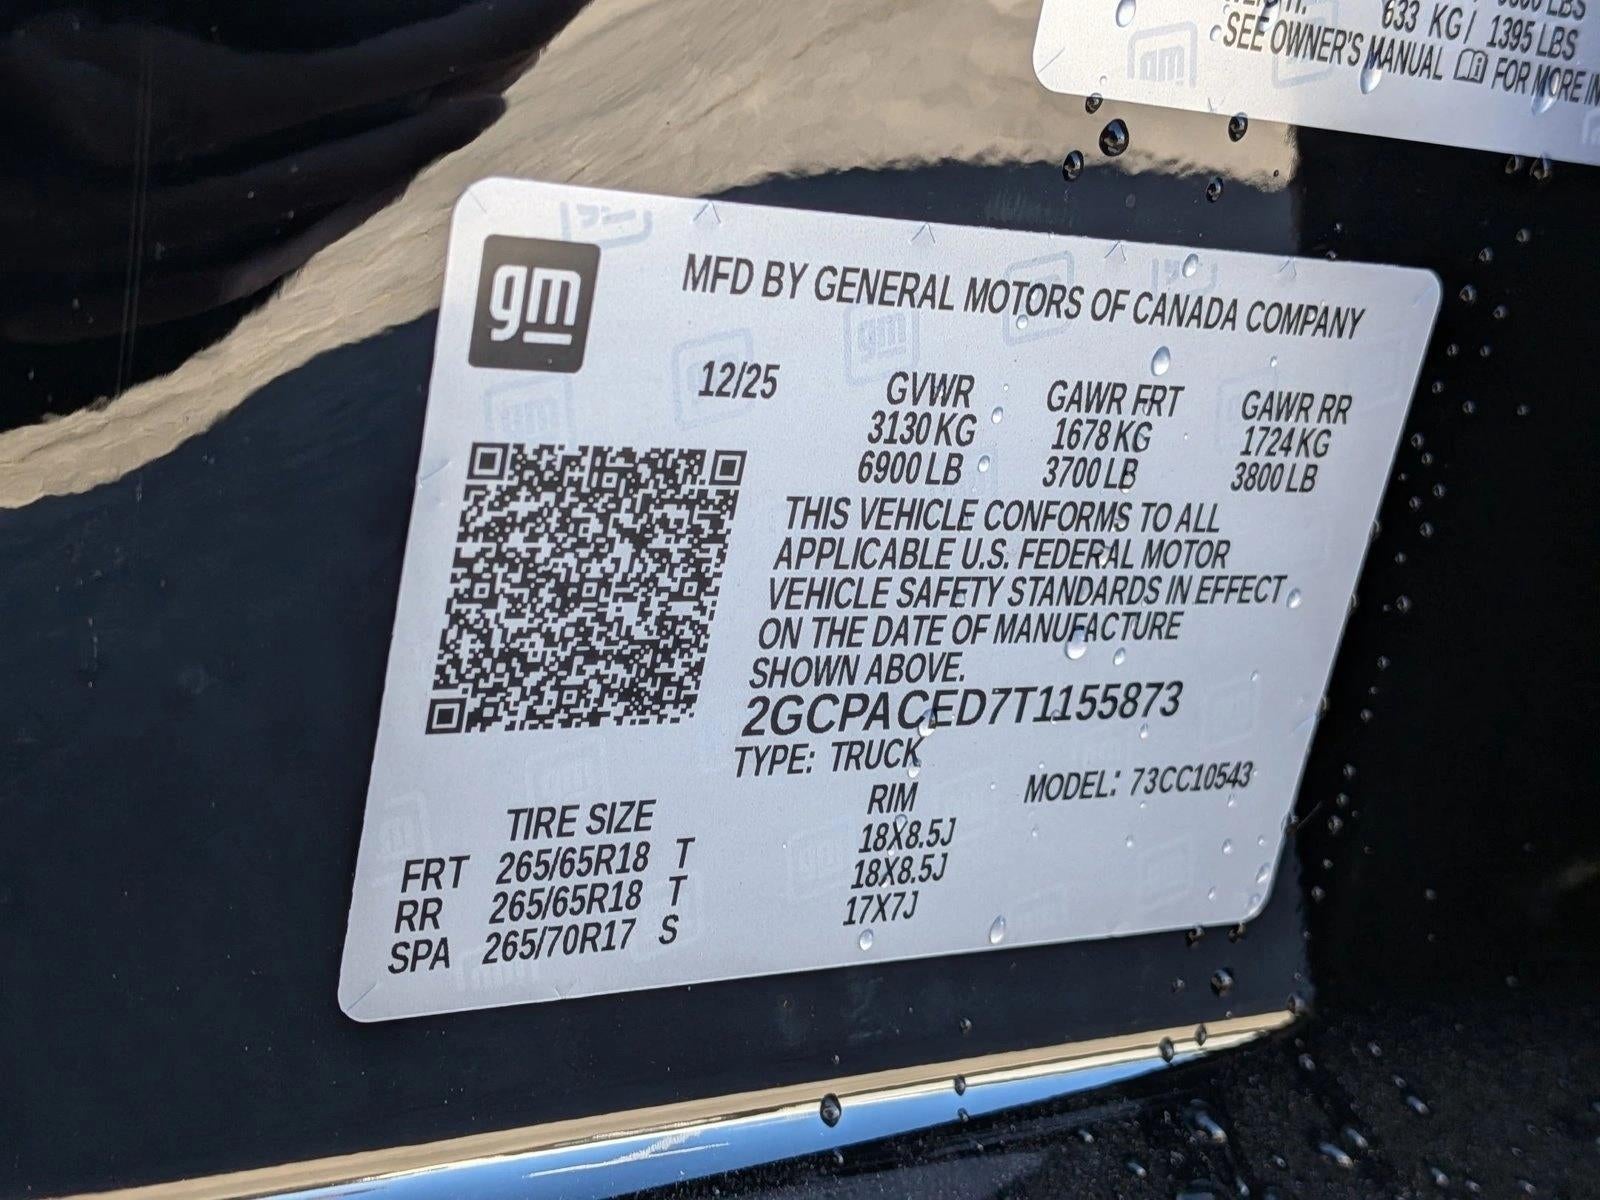 633 KG / 1395 LBS
SEE OWNER'S MANUAL FOR MORE
gm
MFD BY GENERAL MOTORS OF CANADA COMPANY
12/25 GVWR GAWR FRT GAWR RR
3130 KG 1678 KG 1724 KG
6900 LB 3700 LB 3800 LB
THIS VEHICLE CONFORMS TO ALL
APPLICABLE U.S. FEDERAL MOTOR
VEHICLE SAFETY STANDARDS IN EFFECT
ON THE DATE OF MANUFACTURE
SHOWN ABOVE.
2GCPACED7T1155873
TYPE: TRUCK
MODEL: 73CC10543
TIRE SIZE RIM
FRT 265/65R18 T 18X8.5J
RR 265/65R18 T 18X8.5J
SPA 265/70R17 S 17X7J